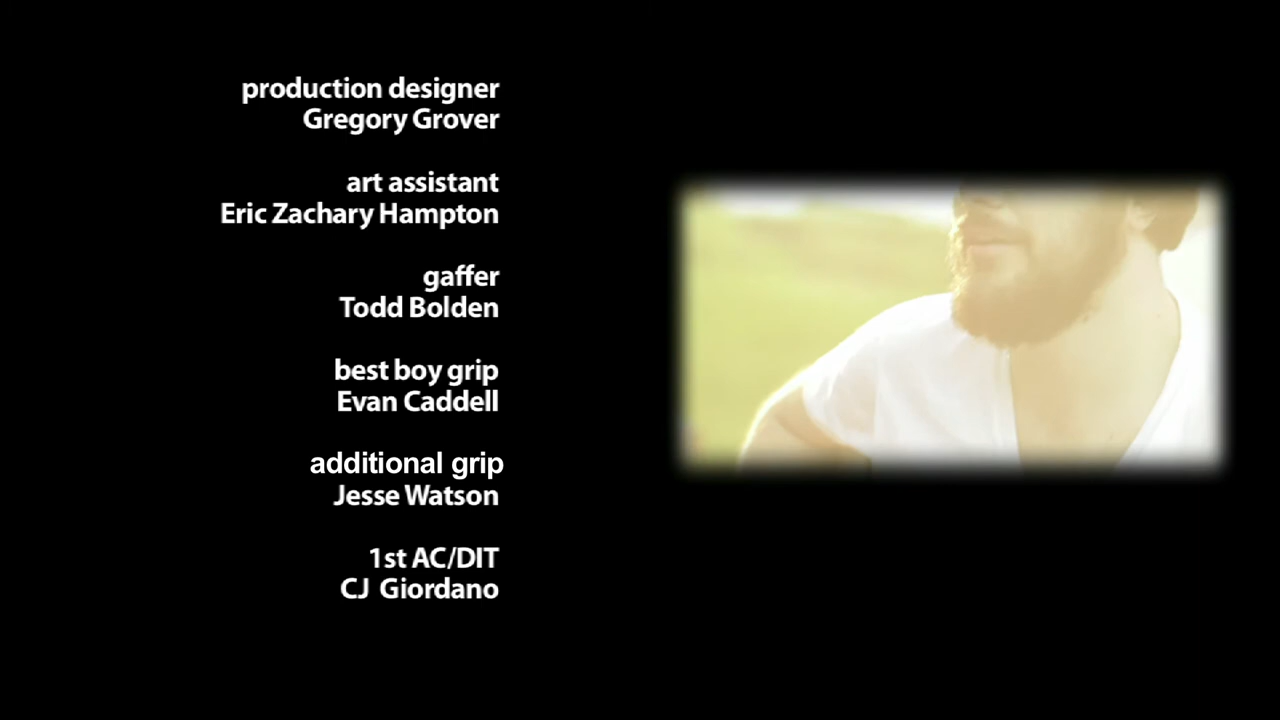 production designer
Gregory Grover
art assistant
Eric Zachary Hampton
gaffer
Todd Bolden
best boy grip
Evan Caddell
additional grip
Jesse Watson
1st AC/DIT
CJ Giordano